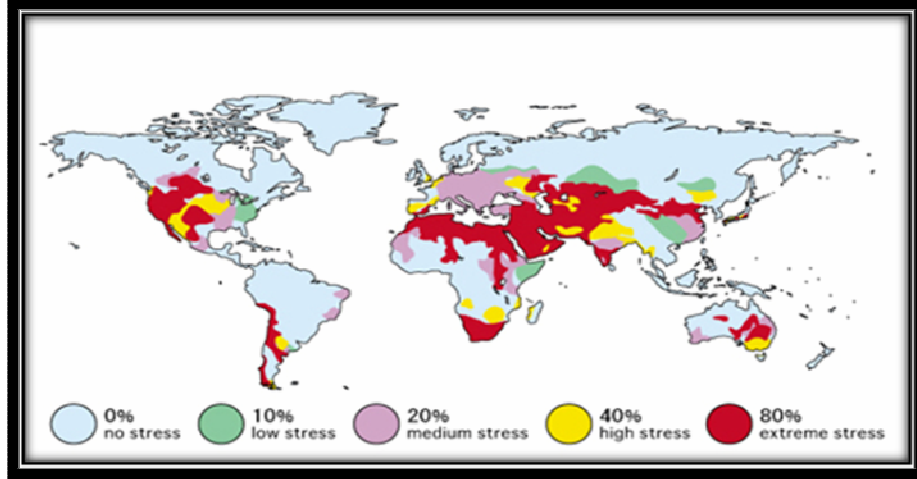 0%
no stress
10%
low stress
20%
medium stress
40%
high stress
80%
extreme stress